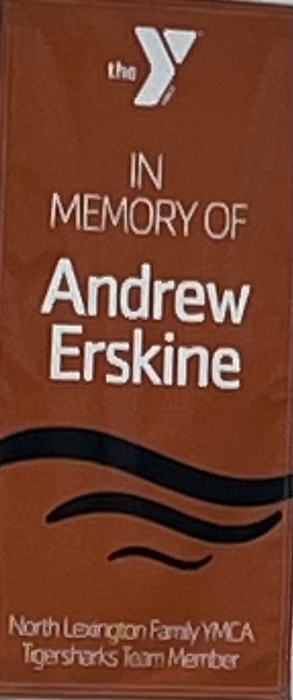 the Y
IN
MEMORY OF
Andrew
Erskine
North Lexington Family YMCA
Tigersharks Team Member